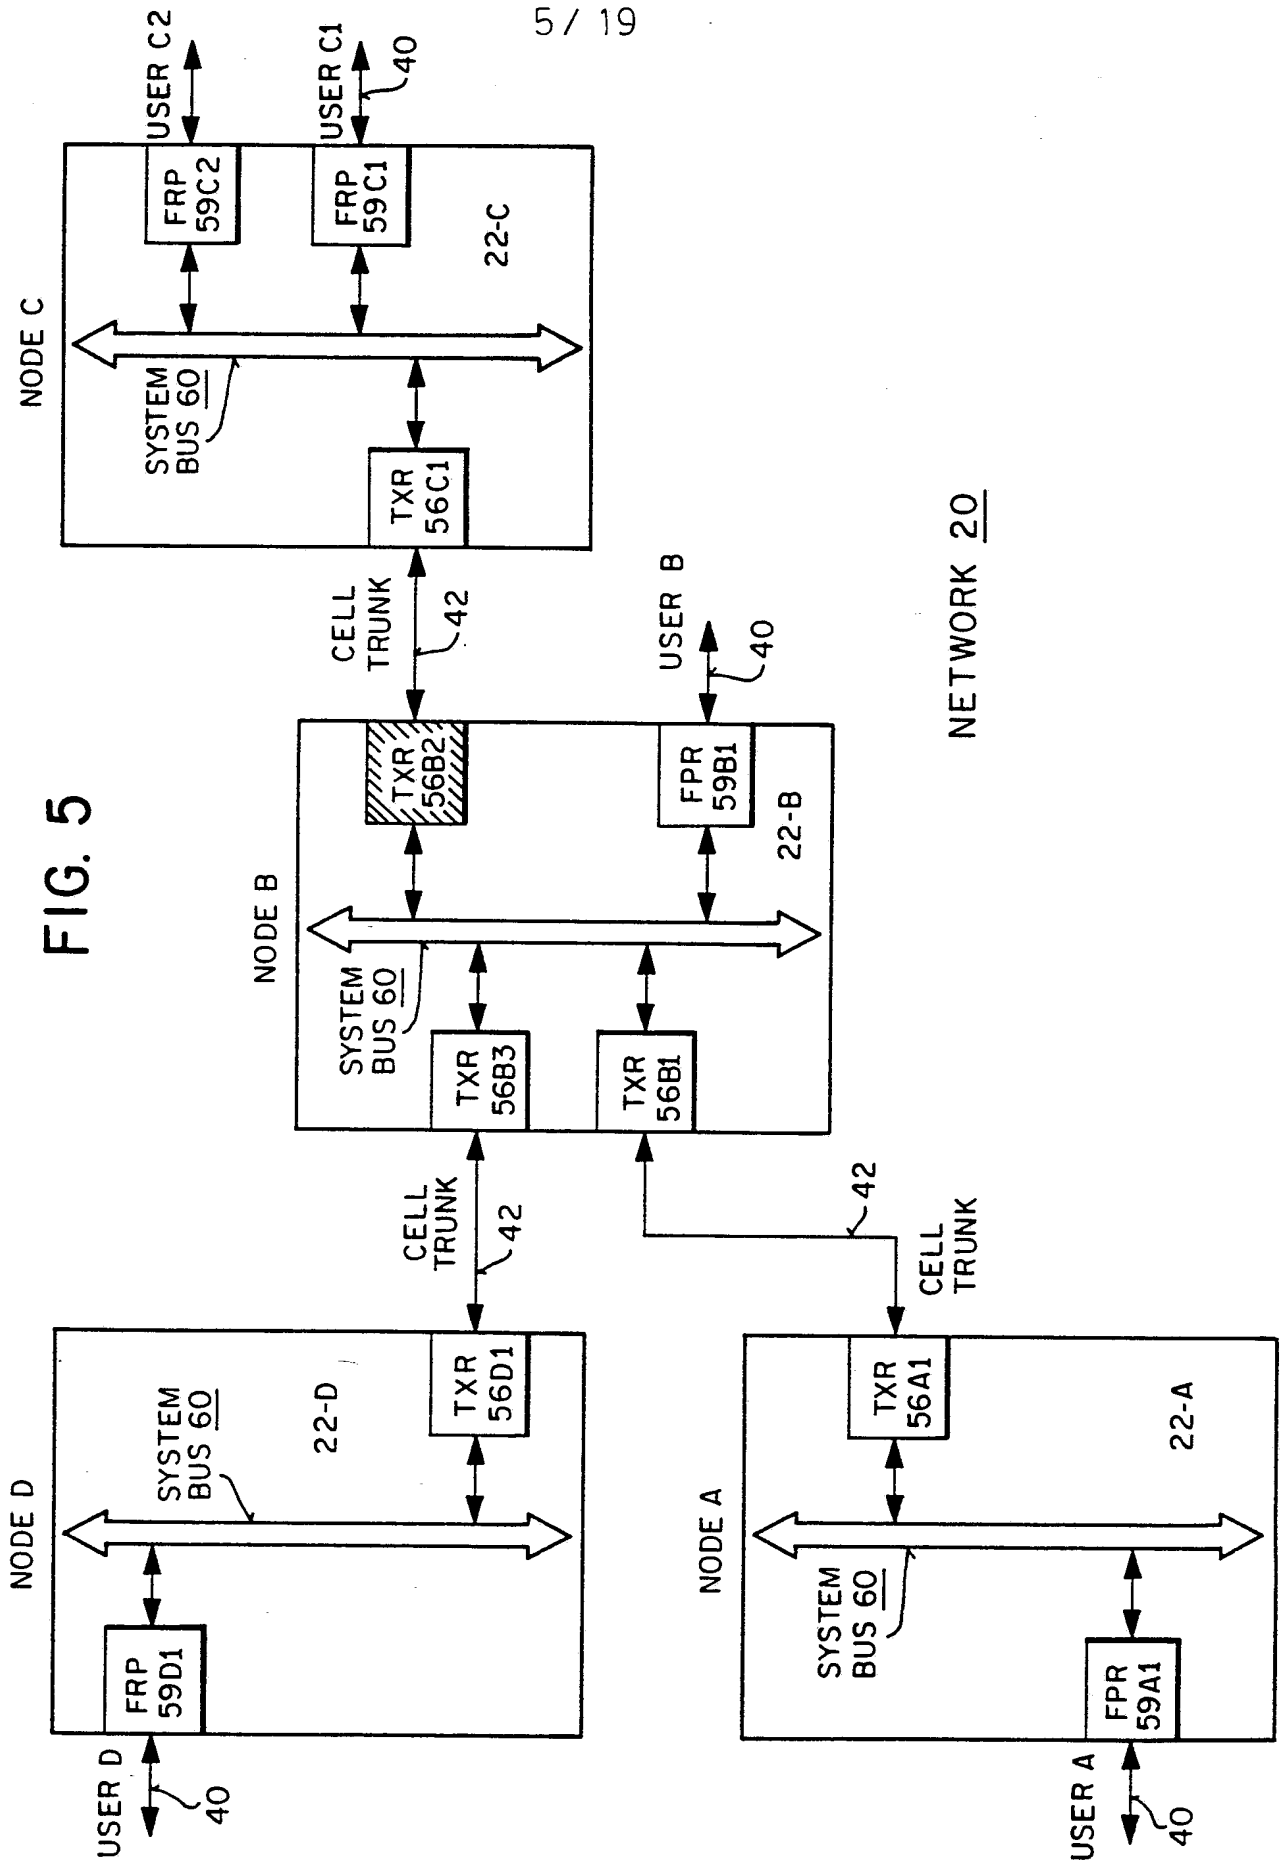 5/19
FIG. 5
NODE D
USER D
40
FRP
59D1
SYSTEM
BUS 60
22-D
TXR
56D1
CELL
TRUNK
42
NODE A
USER A
40
FPR
59A1
SYSTEM
BUS 60
22-A
TXR
56A1
CELL
TRUNK
42
NODE B
SYSTEM
BUS 60
TXR
56B3
TXR
56B1
TXR
56B2
FPR
59B1
22-B
USER B
40
CELL
TRUNK
42
NODE C
SYSTEM
BUS 60
TXR
56C1
FRP
59C2
FRP
59C1
22-C
USER C2
USER C1
40
NETWORK 20